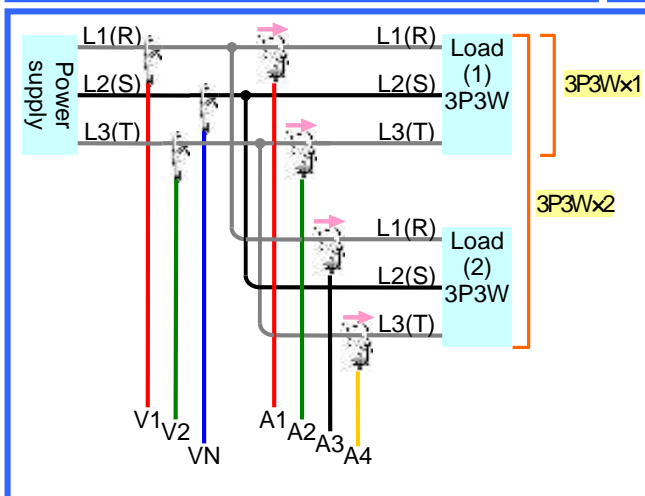 L1(R)
L2(S)
L3(T)
Power
supply
L1(R)
L2(S)
L3(T)
Load
(1)
3P3W
3P3W×1
3P3W×2
L1(R)
L2(S)
L3(T)
Load
(2)
3P3W
V1
V2
VN
A1
A2
A3
A4